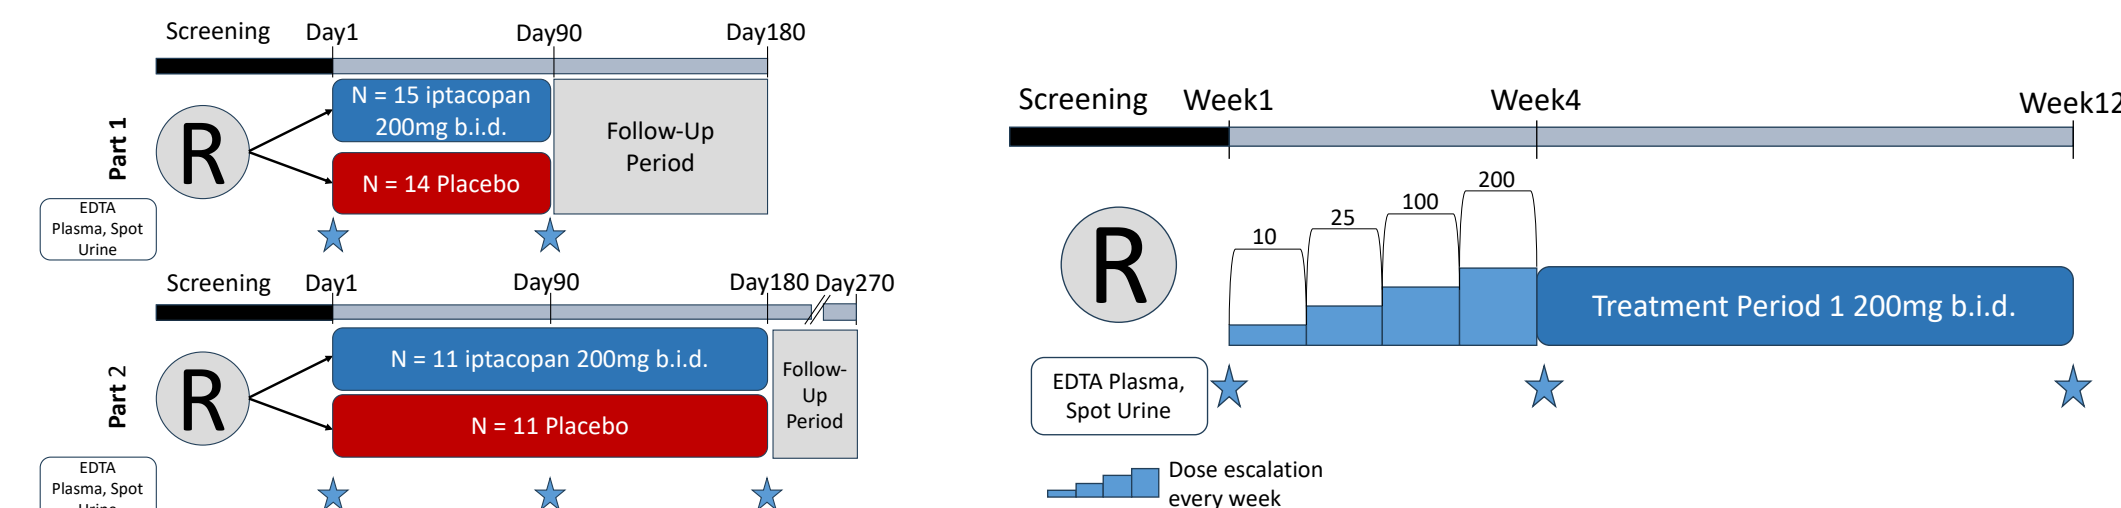 Screening Day1 Day90 Day180
Part 1
R
N = 15 iptacopan
200mg b.i.d.
N = 14 Placebo
Follow-Up
Period
EDTA
Plasma, Spot
Urine
Screening Day1 Day90 Day180 Day270
Part 2
R
N = 11 iptacopan 200mg b.i.d.
N = 11 Placebo
Follow-
Up
Period
EDTA
Plasma, Spot
Urine
Screening Week1 Week4 Week12
R
10
25
100
200
Treatment Period 1 200mg b.i.d.
EDTA Plasma,
Spot Urine
Dose escalation
every week